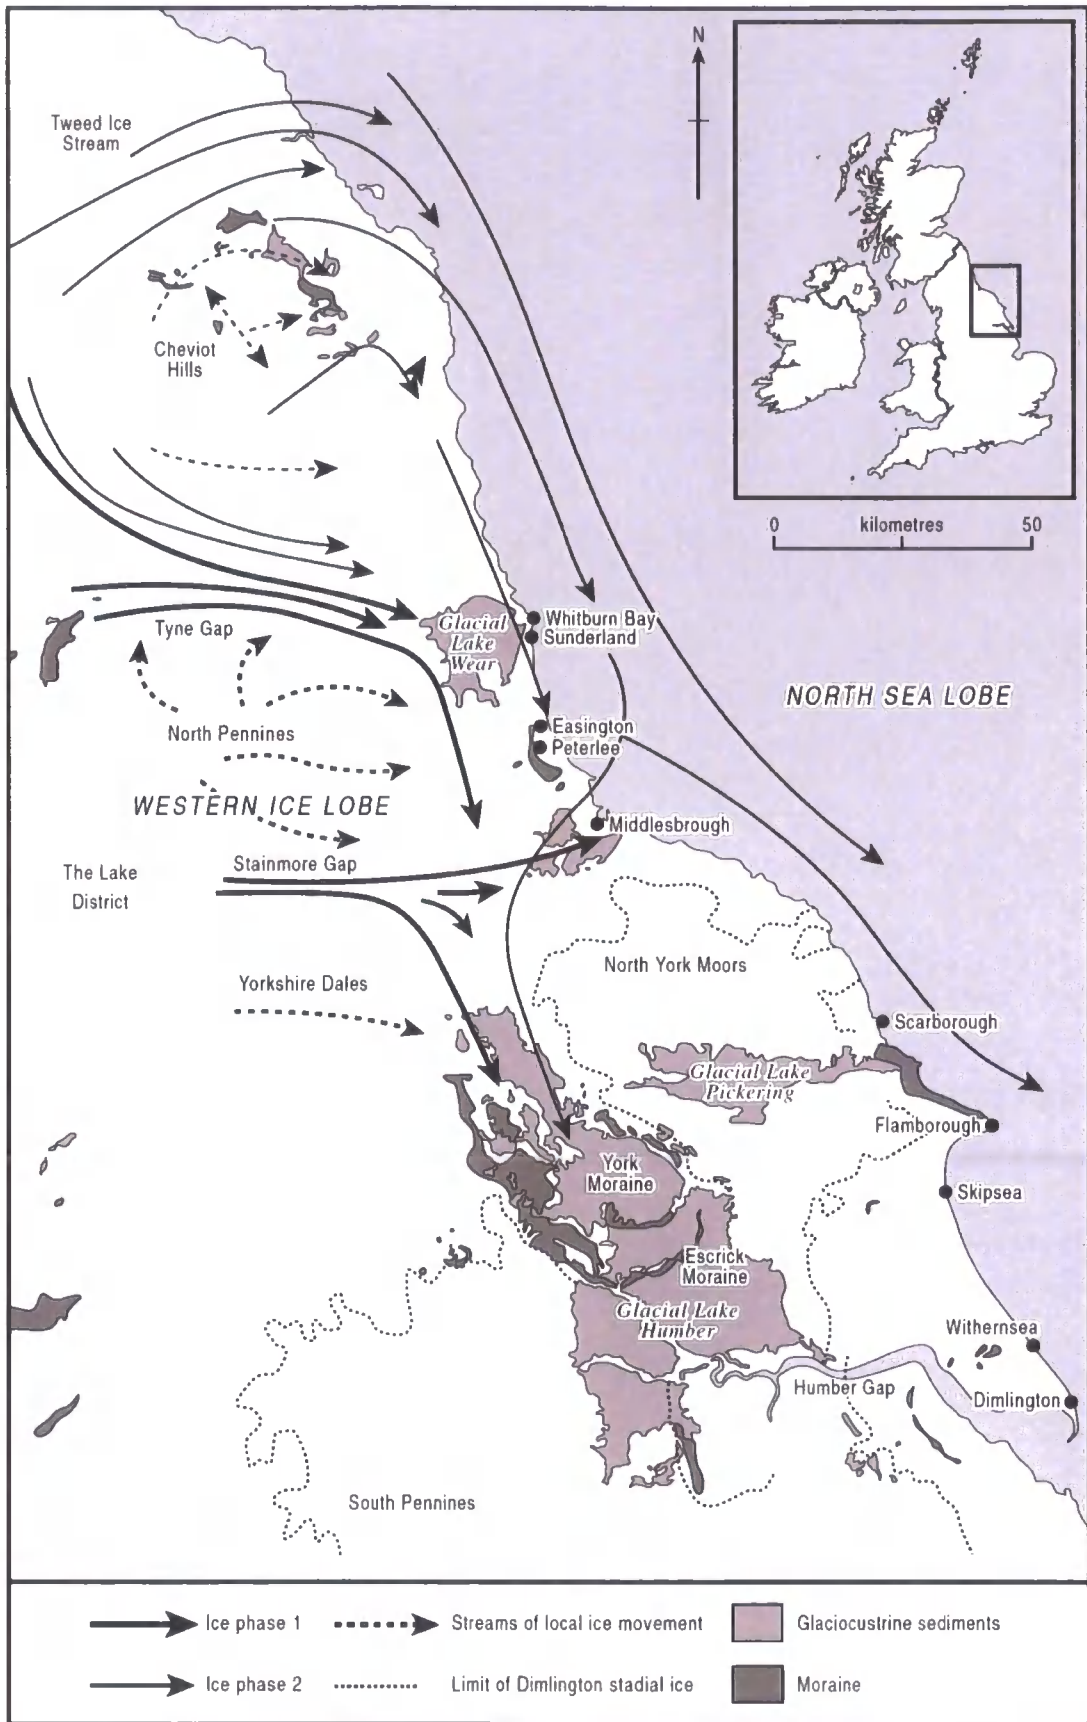 N
Tweed Ice
Stream
Cheviot
Hills
0 kilometres 50
Tyne Gap
Glacial
Lake
Wear
Whitburn Bay
Sunderland
North Pennines
NORTH SEA LOBE
Easington
Peterlee
WESTERN ICE LOBE
Middlesbrough
Stainmore Gap
The Lake
District
North York Moors
Yorkshire Dales
Scarborough
Glacial Lake
Pickering
Flamborough
York
Moraine
Skipsea
Escrick
Moraine
Glacial Lake
Humber
Withernsea
Humber Gap
Dimlington
South Pennines
Ice phase 1
Streams of local ice movement
Glaciocustrine sediments
Ice phase 2
Limit of Dimlington stadial ice
Moraine